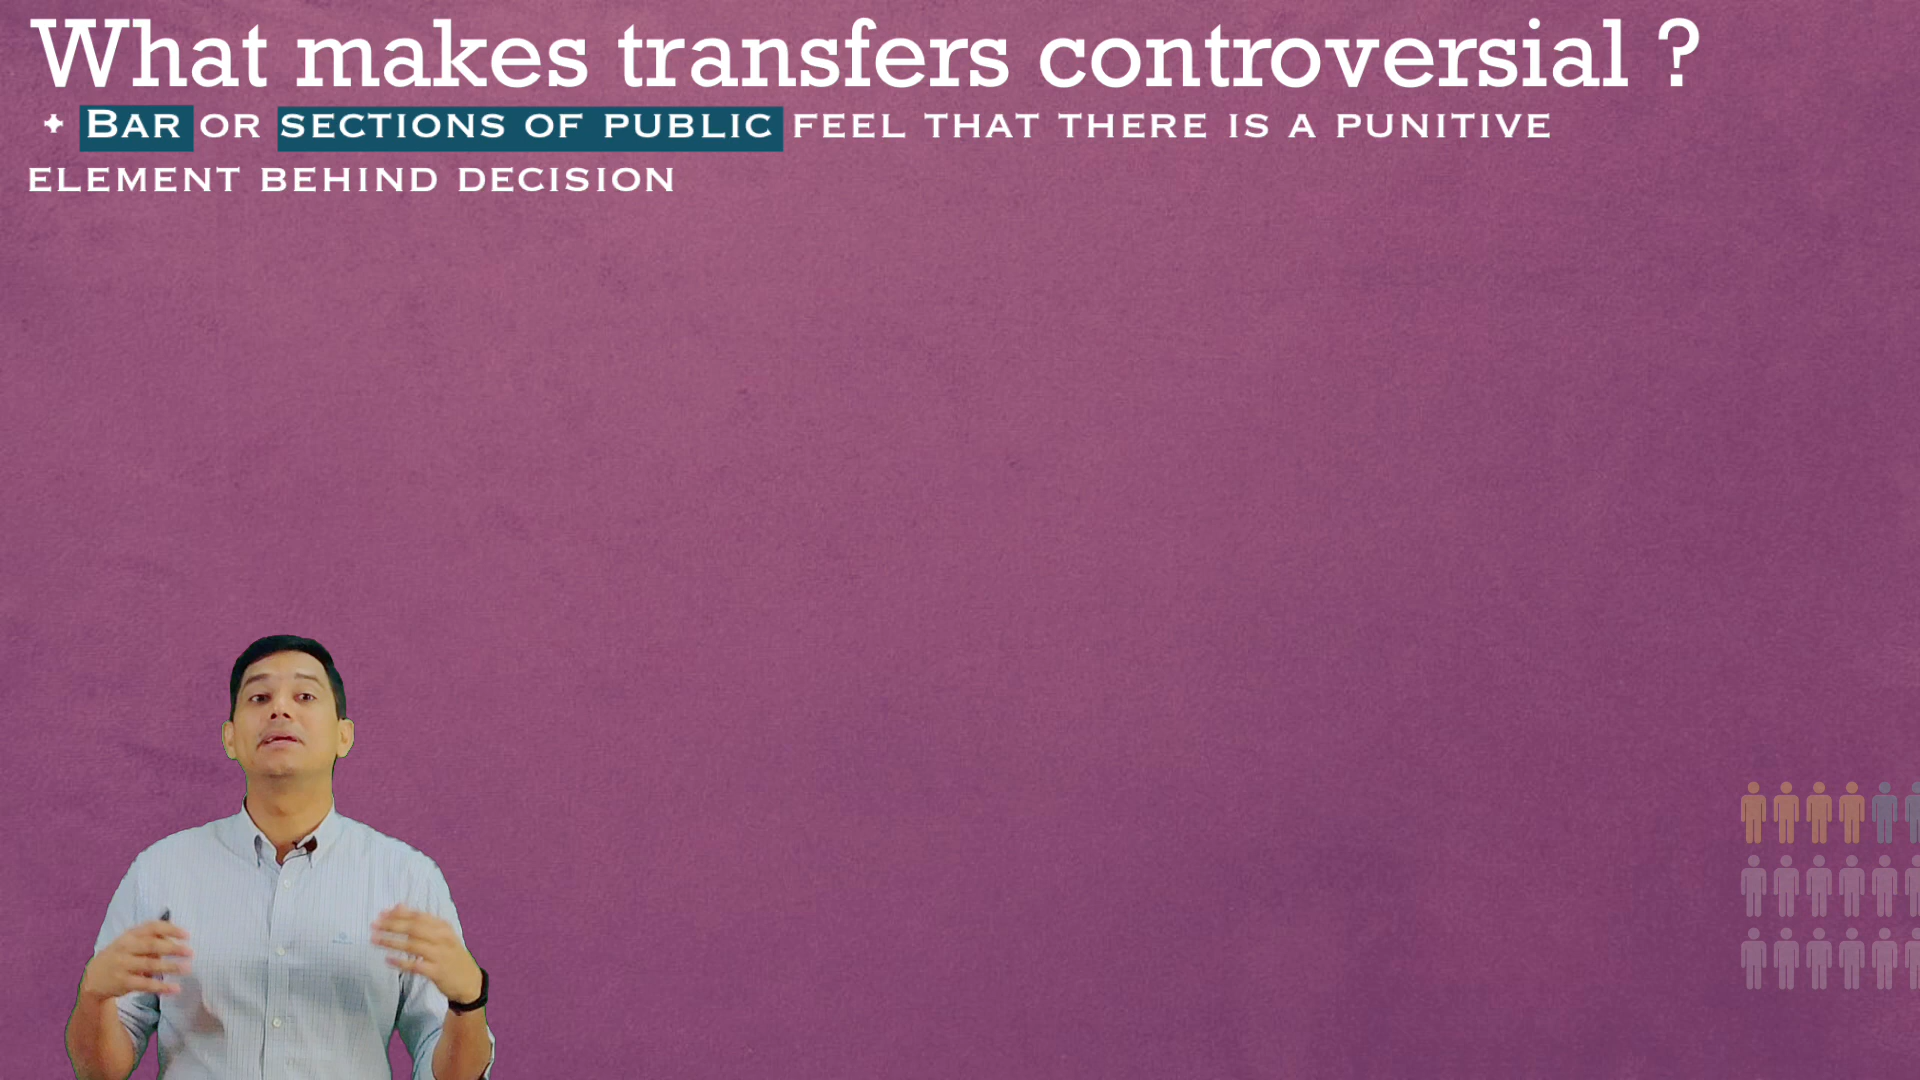 What makes transfers controversial ?
+ Bar or sections of public feel that there is a punitive
element behind decision